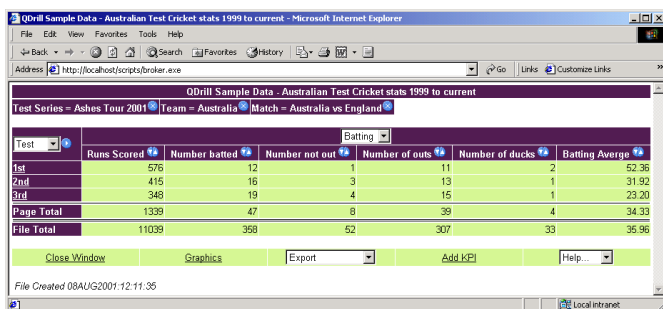 QDrill Sample Data - Australian Test Cricket stats 1999 to current - Microsoft Internet Explorer
File Edit View Favorites Tools Help
Back Search Favorites History
Address http://localhost/scripts/broker.exe Go Links Customize Links »
QDrill Sample Data - Australian Test Cricket stats 1999 to current
Test Series = Ashes Tour 2001 Team = Australia Match = Australia vs England
Test Batting
Runs Scored Number batted Number not out Number of outs Number of ducks Batting Averge
1st 576 12 1 11 2 52.36
2nd 415 16 3 13 1 31.92
3rd 348 19 4 15 1 23.20
Page Total 1339 47 8 39 4 34.33
File Total 11039 358 52 307 33 35.96
Close Window Graphics Export Add KPI Help...
File Created 08AUG2001:12:11:35
Local intranet